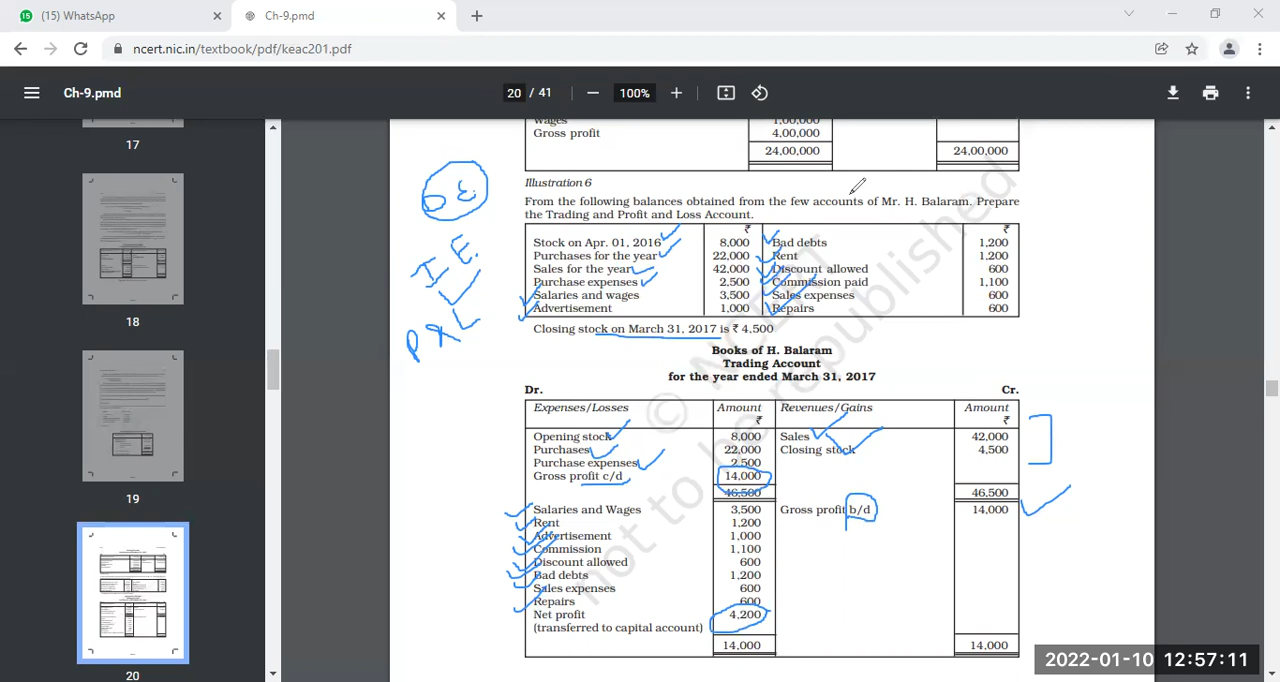 (15) WhatsApp
Ch-9.pmd
ncert.nic.in/textbook/pdf/keac201.pdf
Ch-9.pmd
20 / 41
100%
17
18
19
20
Wages 1,00,000
Gross profit 4,00,000
24,00,000 24,00,000
Illustration 6
From the following balances obtained from the few accounts of Mr. H. Balaram. Prepare
the Trading and Profit and Loss Account.
₹ ₹
Stock on Apr. 01, 2016 8,000 Bad debts 1,200
Purchases for the year 22,000 Rent 1,200
Sales for the year 42,000 Discount allowed 600
Purchase expenses 2,500 Commission paid 1,100
Salaries and wages 3,500 Sales expenses 600
Advertisement 1,000 Repairs 600
Closing stock on March 31, 2017 is ₹ 4,500
Books of H. Balaram
Trading Account
for the year ended March 31, 2017
Dr. Cr.
Expenses/Losses Amount Revenues/Gains Amount
₹ ₹
Opening stock 8,000 Sales 42,000
Purchases 22,000 Closing stock 4,500
Purchase expenses 2,500
Gross profit c/d 14,000
46,500 46,500
Salaries and Wages 3,500 Gross profit b/d 14,000
Rent 1,200
Advertisement 1,000
Commission 1,100
Discount allowed 600
Bad debts 1,200
Sales expenses 600
Repairs 600
Net profit 4,200
(transferred to capital account)
14,000 14,000
D E.
I.E.
P&L
© NCERT
not to be republished
2022-01-10 12:57:11